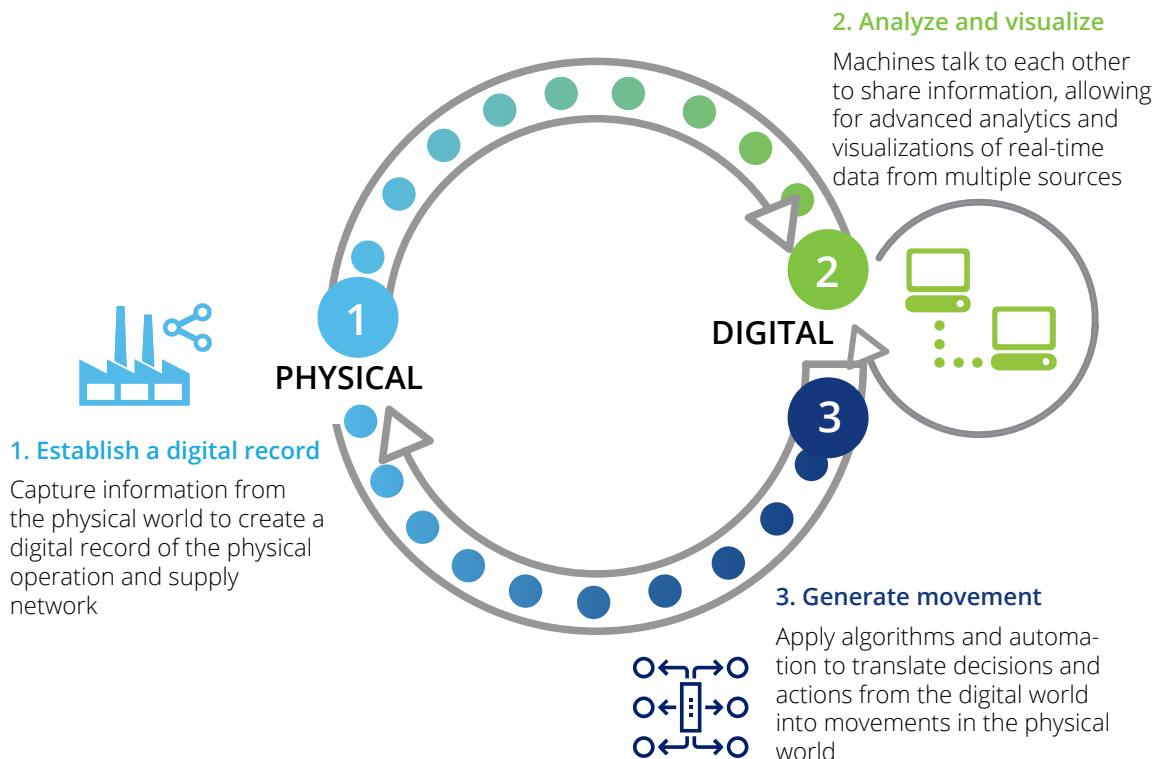 2. Analyze and visualize
Machines talk to each other
to share information, allowing
for advanced analytics and
visualizations of real-time
data from multiple sources
1
PHYSICAL
2
DIGITAL
3
1. Establish a digital record
Capture information from
the physical world to create a
digital record of the physical
operation and supply
network
3. Generate movement
Apply algorithms and automa-
tion to translate decisions and
actions from the digital world
into movements in the physical
world